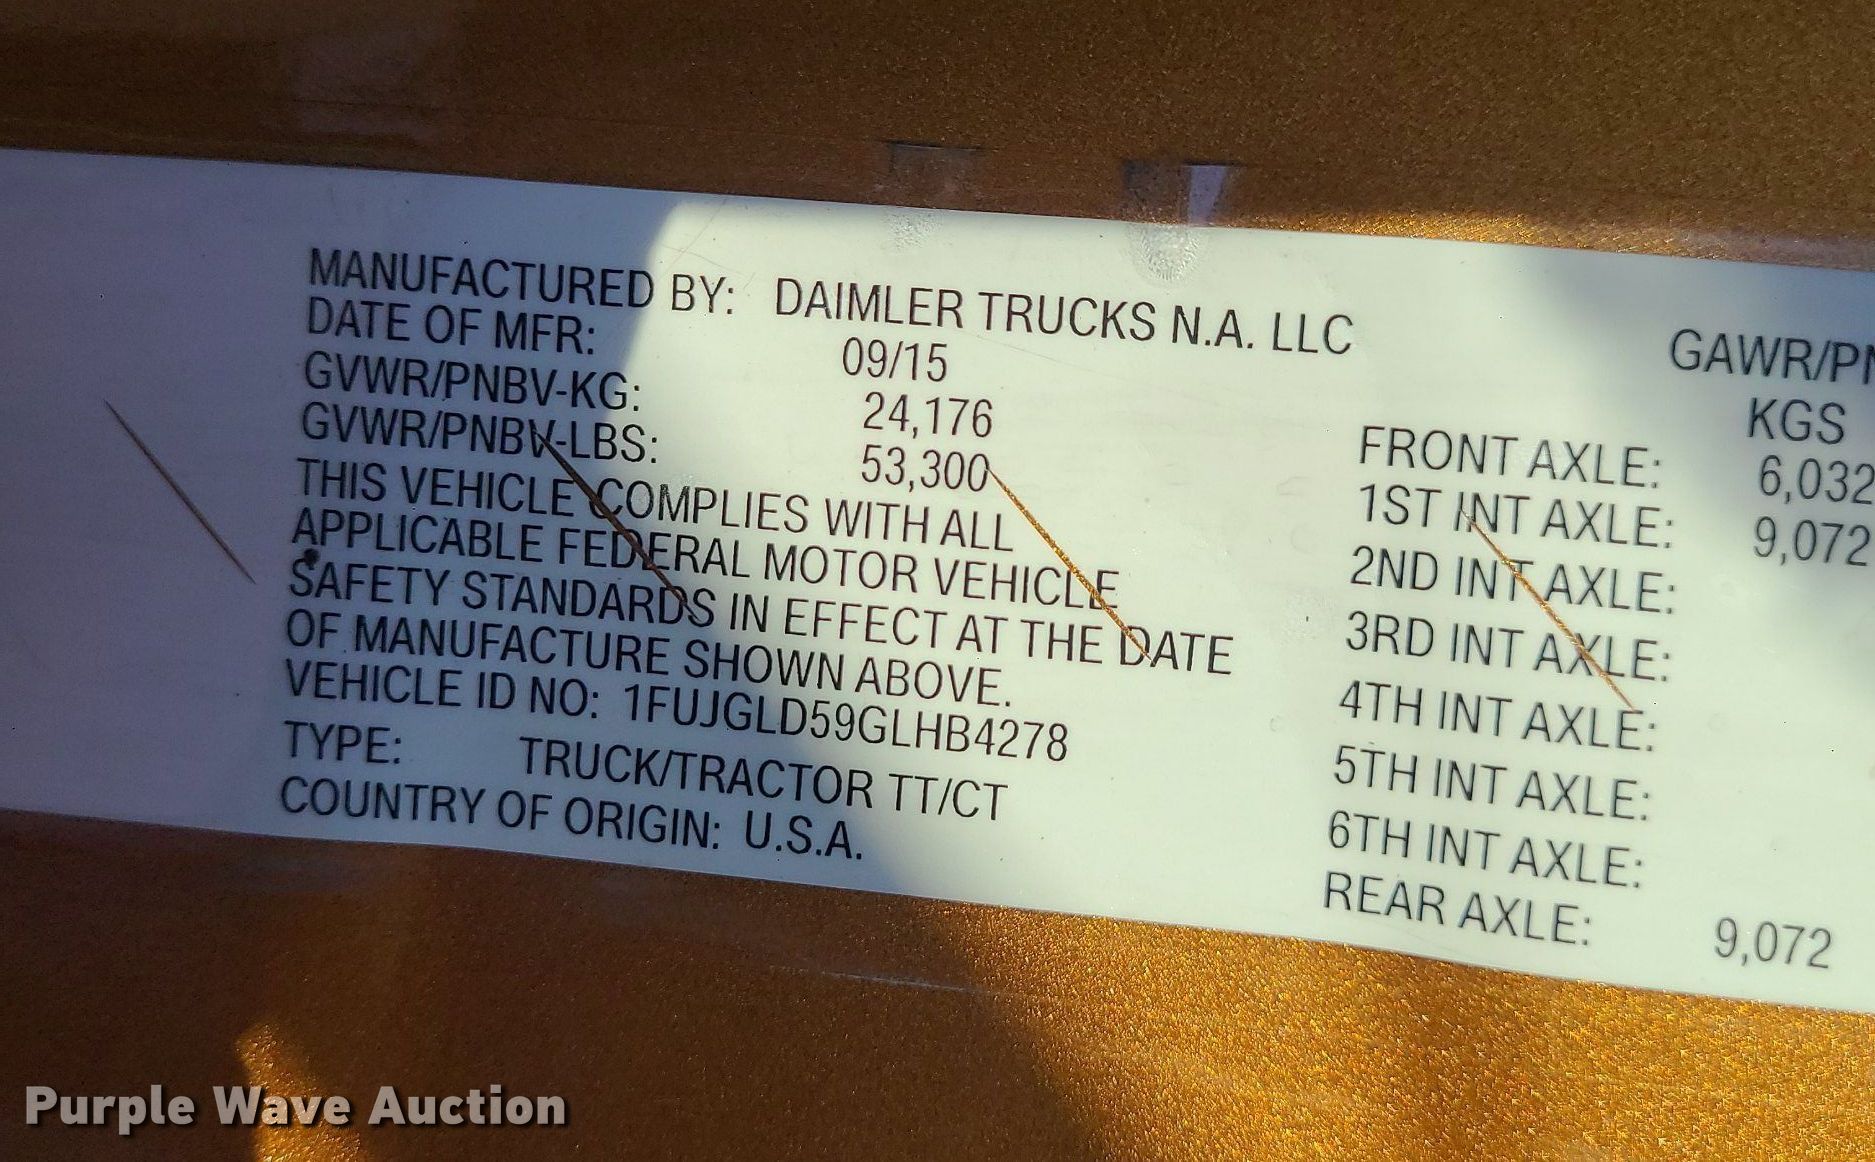 MANUFACTURED BY: DAIMLER TRUCKS N.A. LLC
DATE OF MFR: 09/15
GVWR/PNBV-KG: 24,176
GVWR/PNBV-LBS: 53,300
THIS VEHICLE COMPLIES WITH ALL
APPLICABLE FEDERAL MOTOR VEHICLE
SAFETY STANDARDS IN EFFECT AT THE DATE
OF MANUFACTURE SHOWN ABOVE.
VEHICLE ID NO: 1FUJGLD59GLHB4278
TYPE: TRUCK/TRACTOR TT/CT
COUNTRY OF ORIGIN: U.S.A.
GAWR/PN
KGS
FRONT AXLE: 6,032
1ST INT AXLE: 9,072
2ND INT AXLE:
3RD INT AXLE:
4TH INT AXLE:
5TH INT AXLE:
6TH INT AXLE:
REAR AXLE: 9,072
Purple Wave Auction